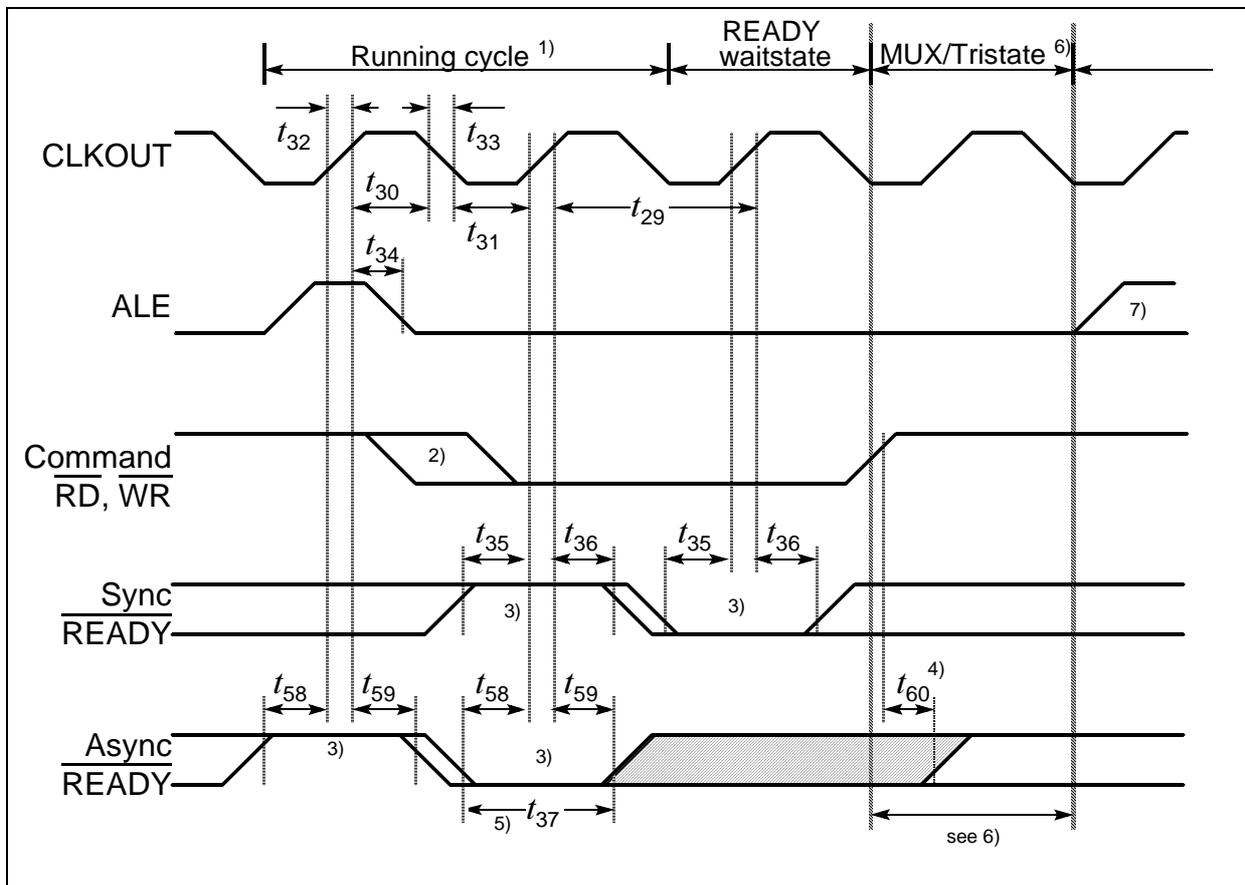 READY
Running cycle 1) waitstate MUX/Tristate 6)
t32 t33
CLKOUT
t30
t31 t29
t34
ALE 7)
Command 2)
RD, WR
t35 t36 t35 t36
Sync 3) 3)
READY
t58 t59 t58 t59 t60 4)
Async 3) 3)
READY
5) t37
see 6)